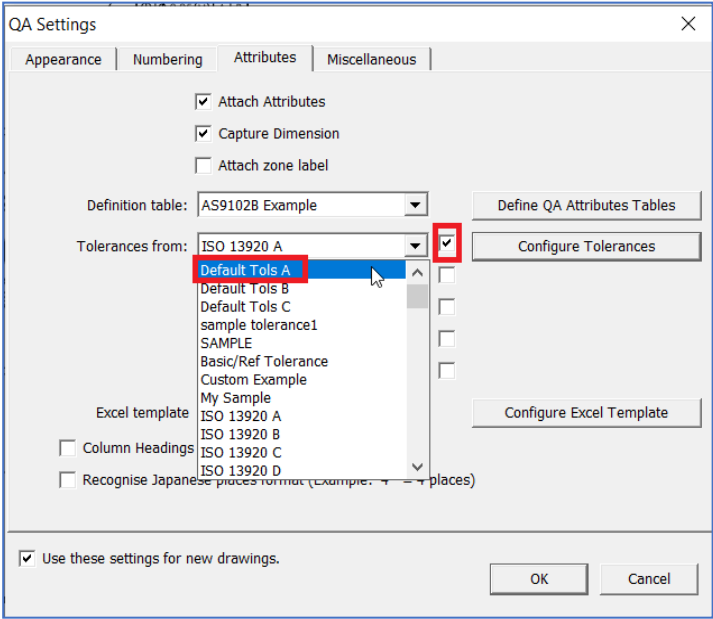 QA Settings
Appearance Numbering Attributes Miscellaneous
Attach Attributes
Capture Dimension
Attach zone label
Definition table: AS9102B Example Define QA Attributes Tables
Tolerances from: ISO 13920 A Configure Tolerances
Default Tols A
Default Tols B
Default Tols C
sample tolerance1
SAMPLE
Basic/Ref Tolerance
Custom Example
My Sample
Excel template ISO 13920 A Configure Excel Template
ISO 13920 B
Column Headings ISO 13920 C
ISO 13920 D
Recognise Japanese places format (Example: 4 = 4 places)
Use these settings for new drawings.
OK Cancel